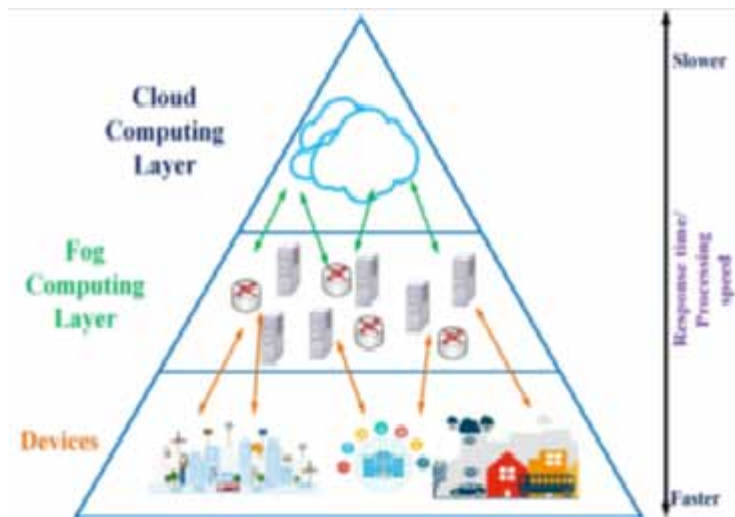 Cloud
Computing
Layer
Fog
Computing
Layer
Devices
Slower
Response time/
Processing
speed
Faster